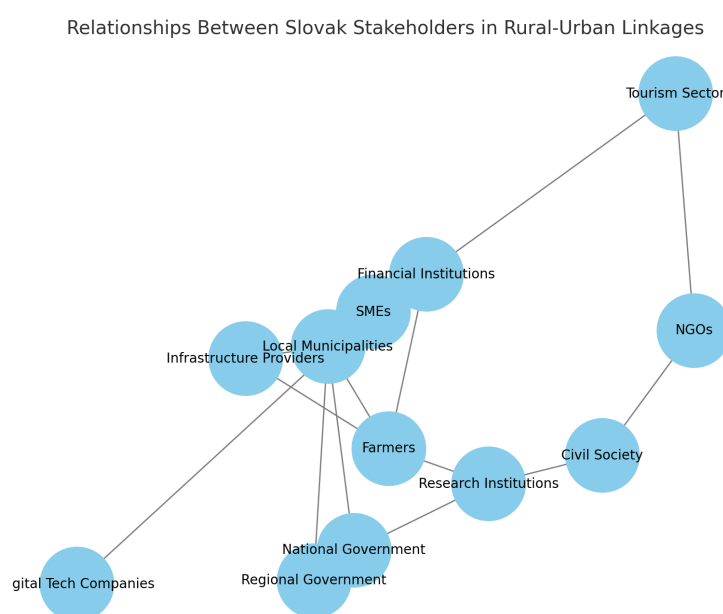 Relationships Between Slovak Stakeholders in Rural-Urban Linkages
Tourism Sector
Financial Institutions
SMEs
NGOs
Local Municipalities
Infrastructure Providers
Farmers
Civil Society
Research Institutions
National Government
Regional Government
gital Tech Companies